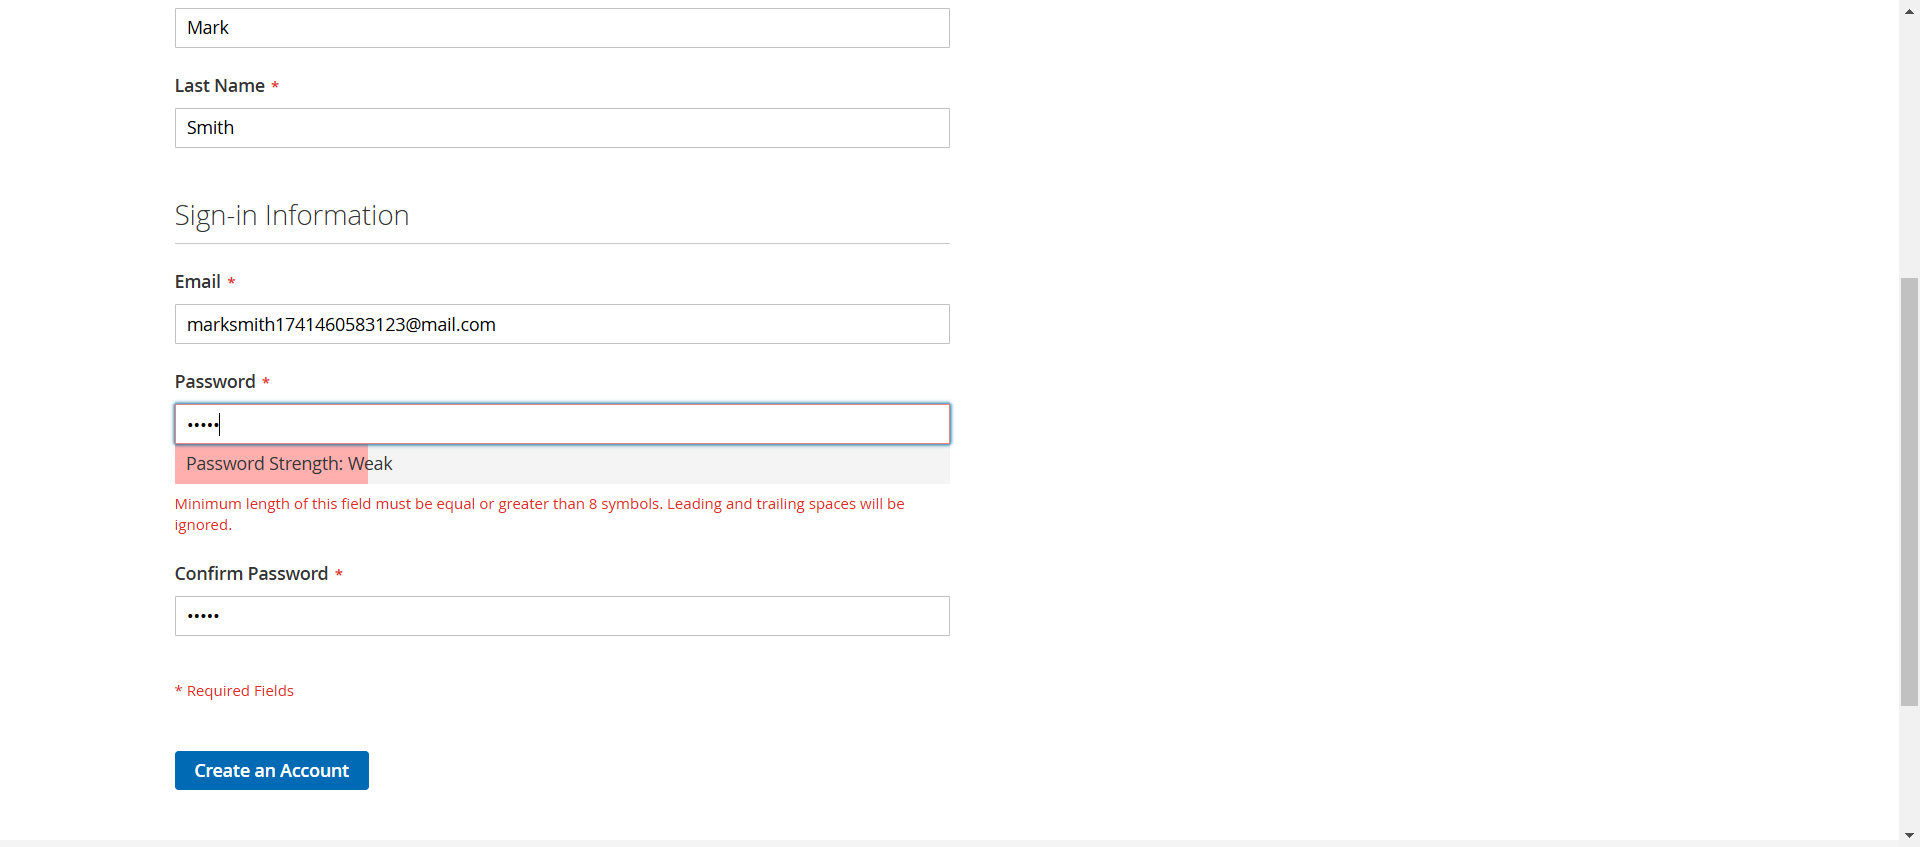 Mark
Last Name *
Smith
Sign-in Information
Email *
marksmith1741460583123@mail.com
Password *
•••••
Password Strength: Weak
Minimum length of this field must be equal or greater than 8 symbols. Leading and trailing spaces will be
ignored.
Confirm Password *
•••••
* Required Fields
Create an Account